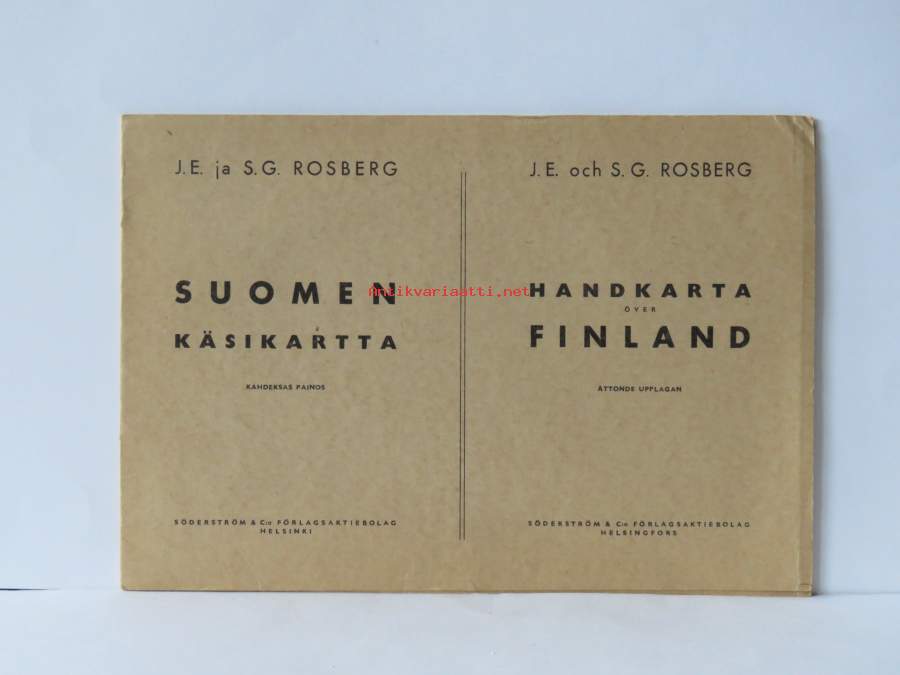 J.E. ja S.G. ROSBERG
SUOMEN
KÄSIKARTTA
KAHDEKSAS PAINOS
SÖDERSTRÖM & C:o FÖRLAGSAKTIEBOLAG
HELSINKI
J.E. och S.G. ROSBERG
HANDKARTA
ÖVER
FINLAND
ÅTTONDE UPPLAGAN
SÖDERSTRÖM & C:o FÖRLAGSAKTIEBOLAG
HELSINGFORS
antikvariaatti.net